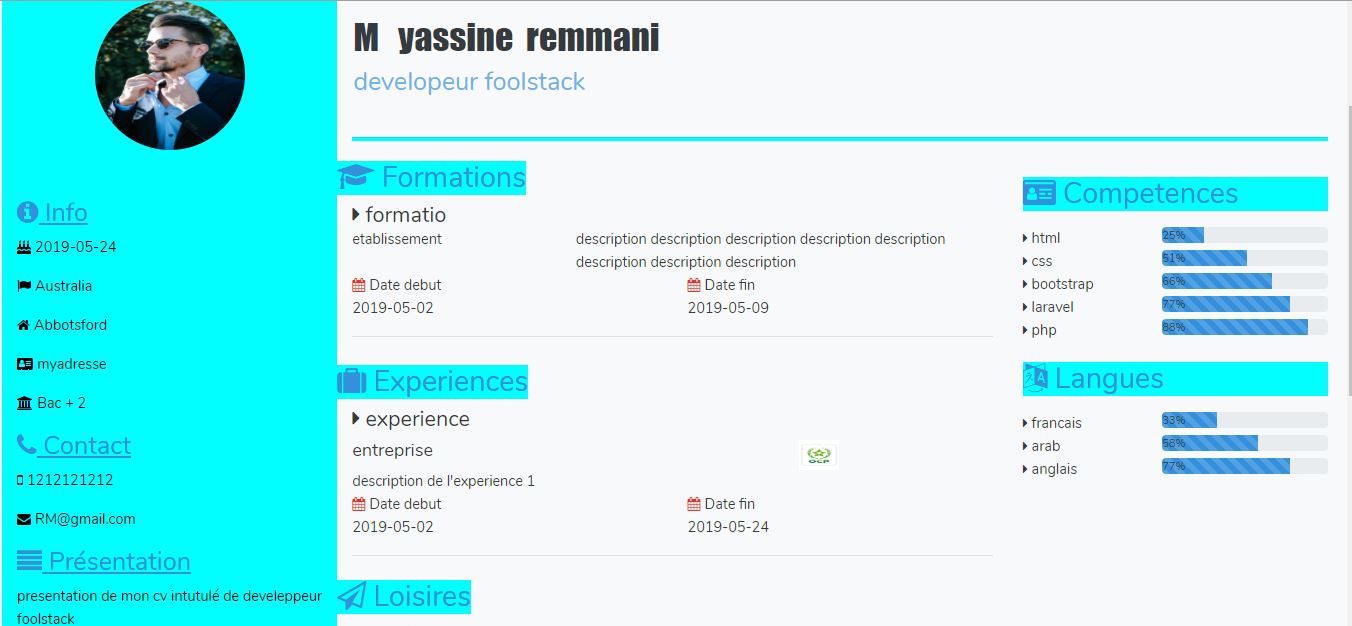 M yassine remmani
developeur foolstack
Info
2019-05-24
Australia
Abbotsford
myadresse
Bac + 2
Contact
1212121212
RM@gmail.com
Présentation
presentation de mon cv intutulé de develeppeur
foolstack
Formations
formatio
etablissement
description description description description description
description description description
Date debut
Date fin
2019-05-02
2019-05-09
Experiences
experience
entreprise
OCP
description de l'experience 1
Date debut
Date fin
2019-05-02
2019-05-24
Loisires
Competences
html 25%
css 51%
bootstrap 66%
laravel 77%
php 88%
Langues
francais 33%
arab 58%
anglais 77%